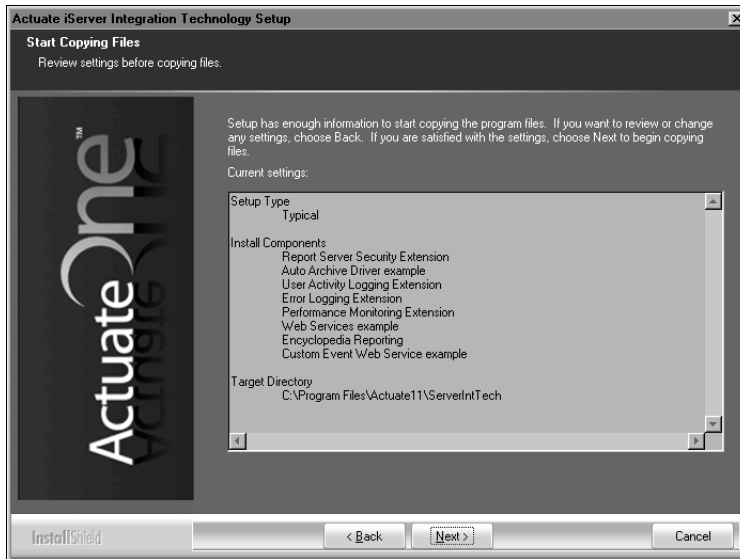 Actuate iServer Integration Technology Setup
Start Copying Files
Review settings before copying files.
ActuateOne™
Setup has enough information to start copying the program files. If you want to review or change
any settings, choose Back. If you are satisfied with the settings, choose Next to begin copying
files.
Current settings:
Setup Type
Typical
Install Components
Report Server Security Extension
Auto Archive Driver example
User Activity Logging Extension
Error Logging Extension
Performance Monitoring Extension
Web Services example
Encyclopedia Reporting
Custom Event Web Service example
Target Directory
C:\Program Files\Actuate11\ServerIntTech
InstallShield
< Back
Next >
Cancel